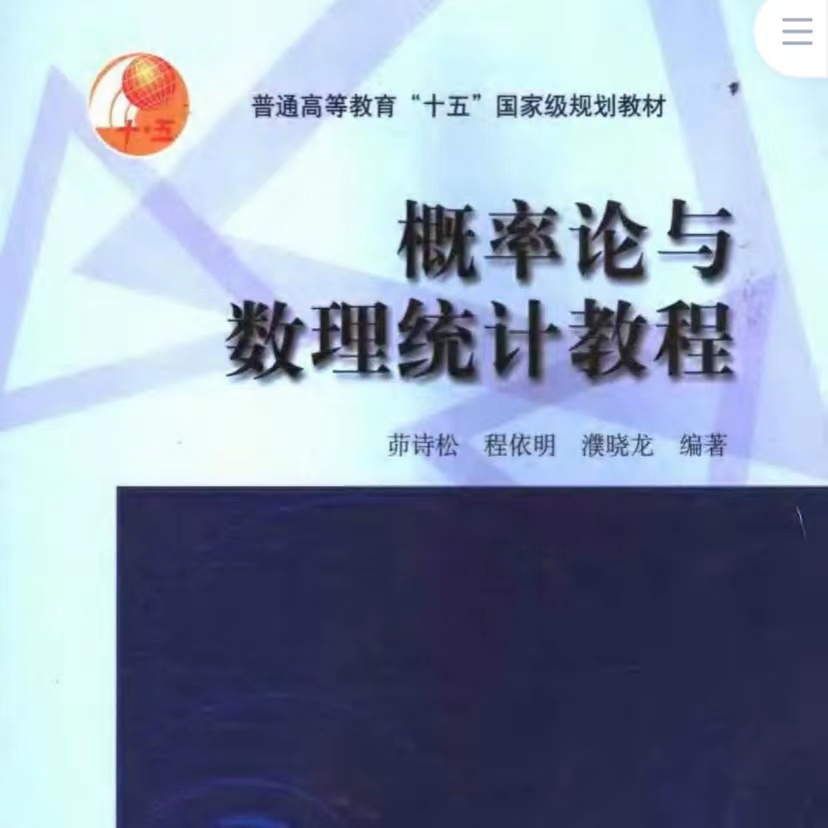 十·五
普通高等教育“十五”国家级规划教材
概率论与
数理统计教程
茆诗松 程依明 濮晓龙 编著